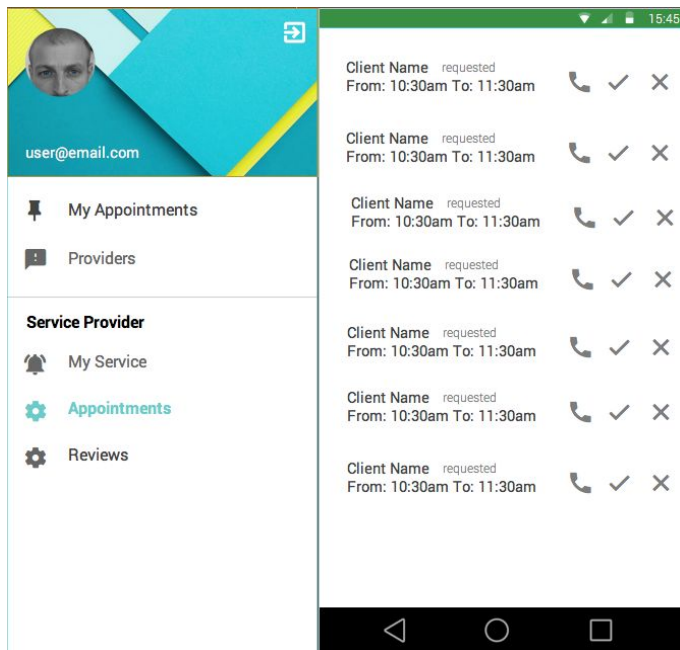 user@email.com
My Appointments
Providers
Service Provider
My Service
Appointments
Reviews
15:45
Client Name requested
From: 10:30am To: 11:30am
Client Name requested
From: 10:30am To: 11:30am
Client Name requested
From: 10:30am To: 11:30am
Client Name requested
From: 10:30am To: 11:30am
Client Name requested
From: 10:30am To: 11:30am
Client Name requested
From: 10:30am To: 11:30am
Client Name requested
From: 10:30am To: 11:30am